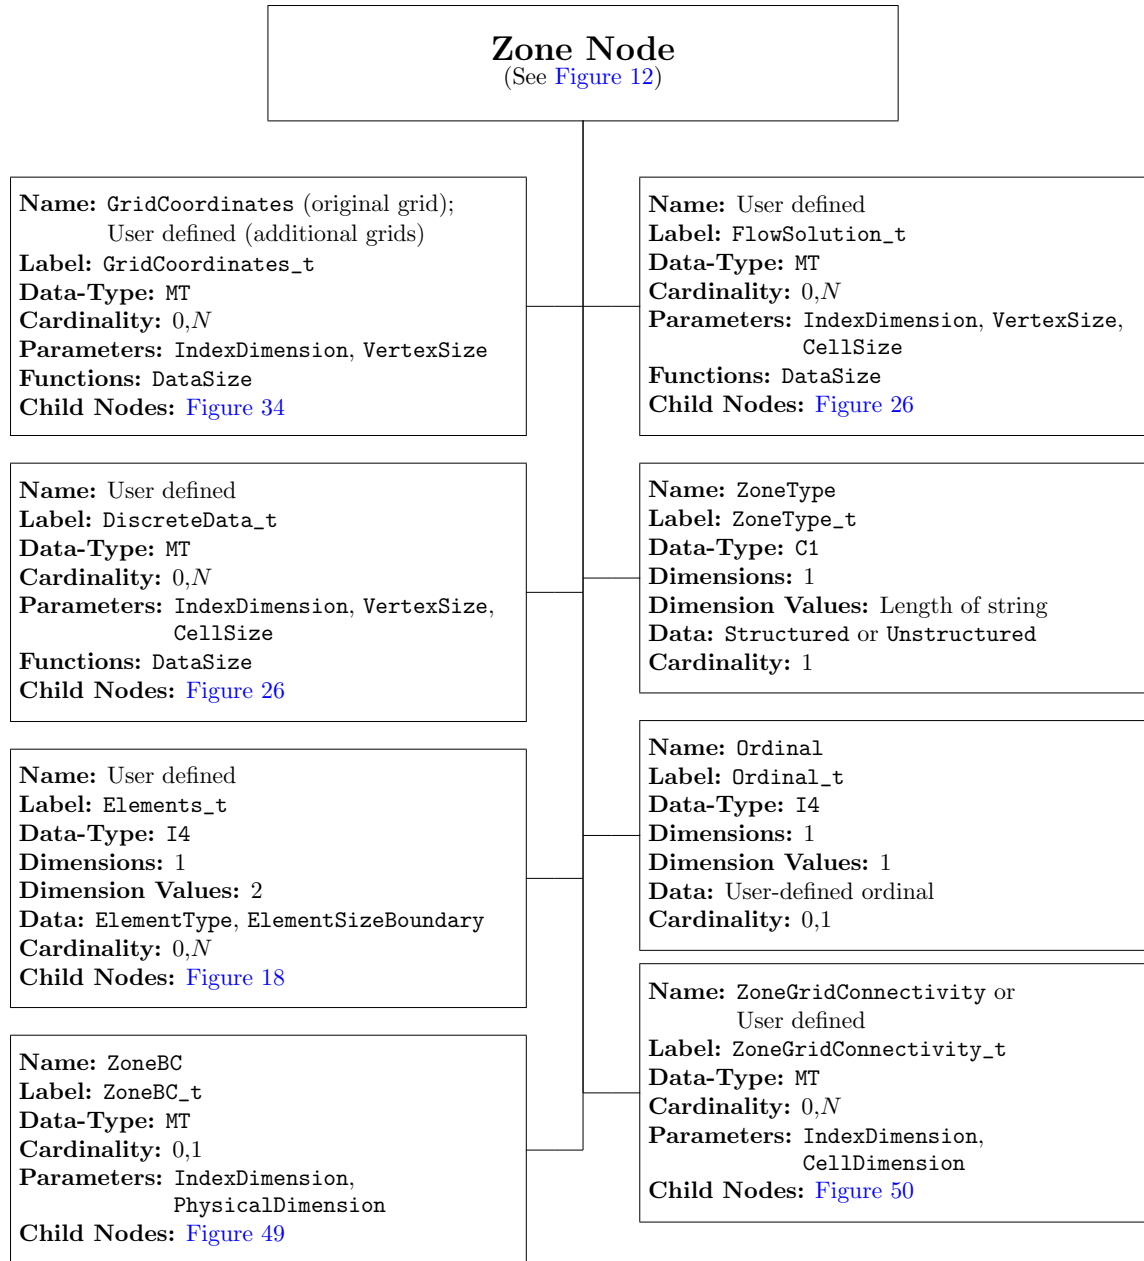 Zone Node
(See Figure 12)
Name: GridCoordinates (original grid);
User defined (additional grids)
Label: GridCoordinates_t
Data-Type: MT
Cardinality: 0,N
Parameters: IndexDimension, VertexSize
Functions: DataSize
Child Nodes: Figure 34
Name: User defined
Label: FlowSolution_t
Data-Type: MT
Cardinality: 0,N
Parameters: IndexDimension, VertexSize,
CellSize
Functions: DataSize
Child Nodes: Figure 26
Name: User defined
Label: DiscreteData_t
Data-Type: MT
Cardinality: 0,N
Parameters: IndexDimension, VertexSize,
CellSize
Functions: DataSize
Child Nodes: Figure 26
Name: ZoneType
Label: ZoneType_t
Data-Type: C1
Dimensions: 1
Dimension Values: Length of string
Data: Structured or Unstructured
Cardinality: 1
Name: User defined
Label: Elements_t
Data-Type: I4
Dimensions: 1
Dimension Values: 2
Data: ElementType, ElementSizeBoundary
Cardinality: 0,N
Child Nodes: Figure 18
Name: Ordinal
Label: Ordinal_t
Data-Type: I4
Dimensions: 1
Dimension Values: 1
Data: User-defined ordinal
Cardinality: 0,1
Name: ZoneBC
Label: ZoneBC_t
Data-Type: MT
Cardinality: 0,1
Parameters: IndexDimension,
PhysicalDimension
Child Nodes: Figure 49
Name: ZoneGridConnectivity or
User defined
Label: ZoneGridConnectivity_t
Data-Type: MT
Cardinality: 0,N
Parameters: IndexDimension,
CellDimension
Child Nodes: Figure 50